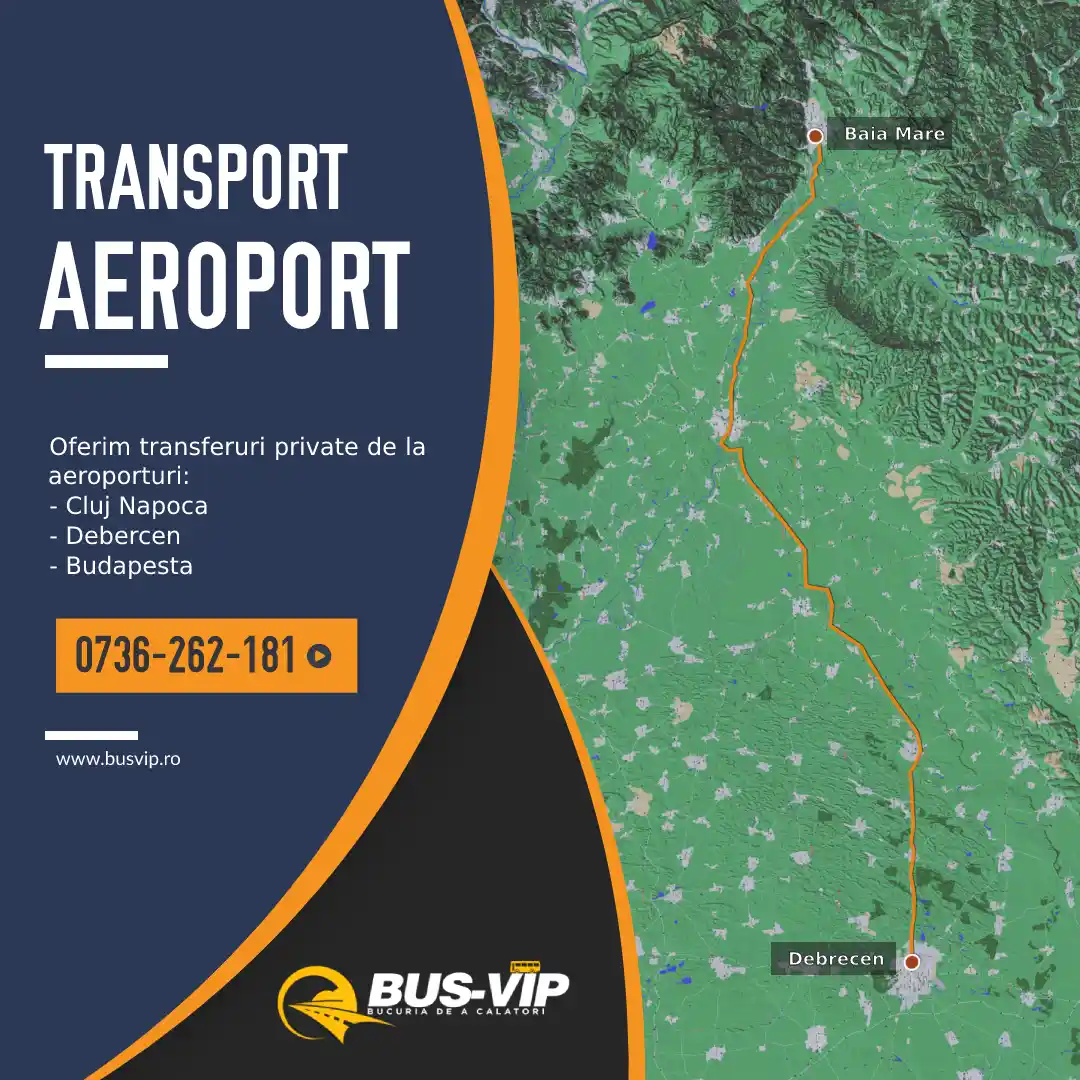 TRANSPORT
AEROPORT
Oferim transferuri private de la
aeroporturi:
- Cluj Napoca
- Debercen
- Budapesta
0736-262-181
www.busvip.ro
BUS-VIP
BUCURIA DE A CALATORI
Baia Mare
Debrecen